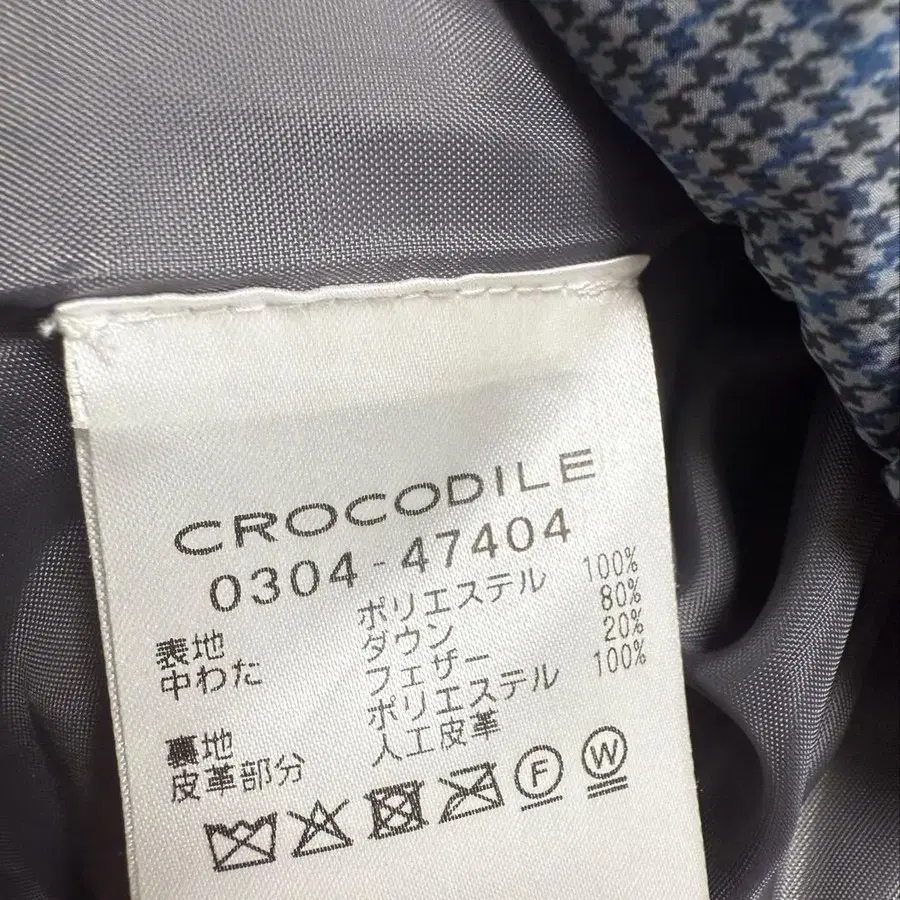 CROCODILE
0304-47404
表地 ポリエステル 100%
中わた ダウン 80%
フェザー 20%
裏地 ポリエステル 100%
皮革部分 人工皮革
F W